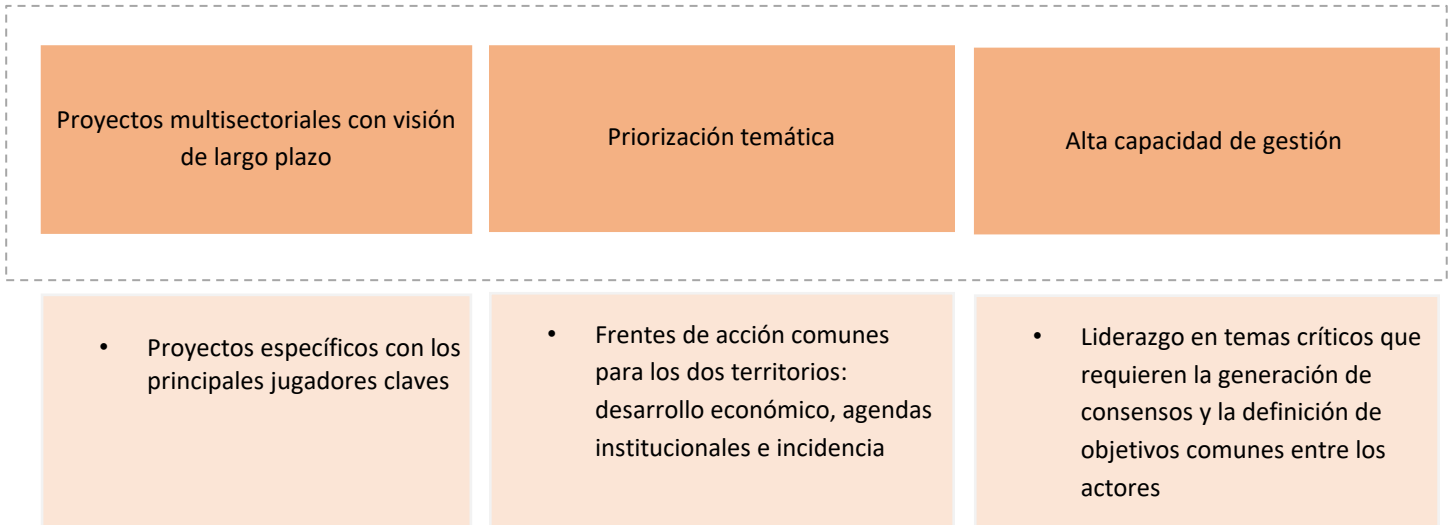 Proyectos multisectoriales con visión
de largo plazo
Priorización temática
Alta capacidad de gestión
• Proyectos específicos con los
principales jugadores claves
• Frentes de acción comunes
para los dos territorios:
desarrollo económico, agendas
institucionales e incidencia
• Liderazgo en temas críticos que
requieren la generación de
consensos y la definición de
objetivos comunes entre los
actores